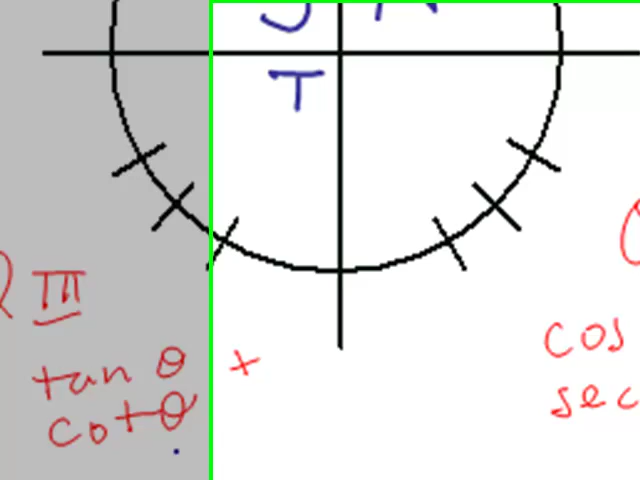 T
III
tan θ +
cot θ
cos
sec